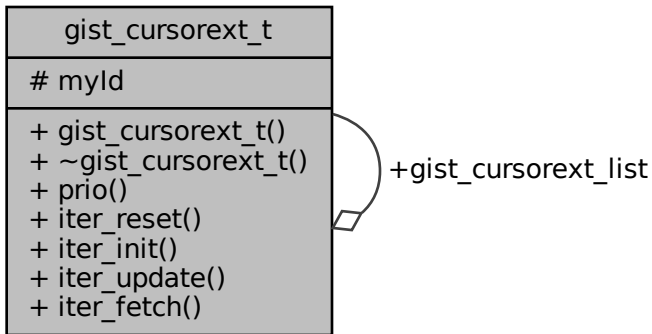 gist_cursorext_t
# myId
+ gist_cursorext_t()
+ ~gist_cursorext_t()
+ prio()
+ iter_reset()
+ iter_init()
+ iter_update()
+ iter_fetch()
+gist_cursorext_list